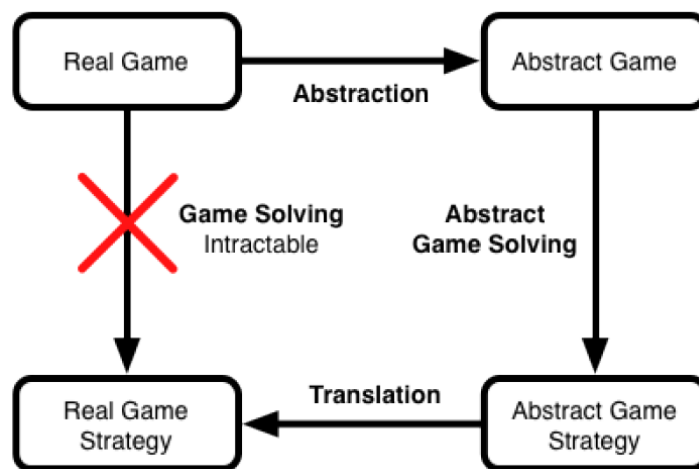 Real Game
Abstract Game
Abstraction
Game Solving
Intractable
Abstract
Game Solving
Translation
Real Game
Strategy
Abstract Game
Strategy